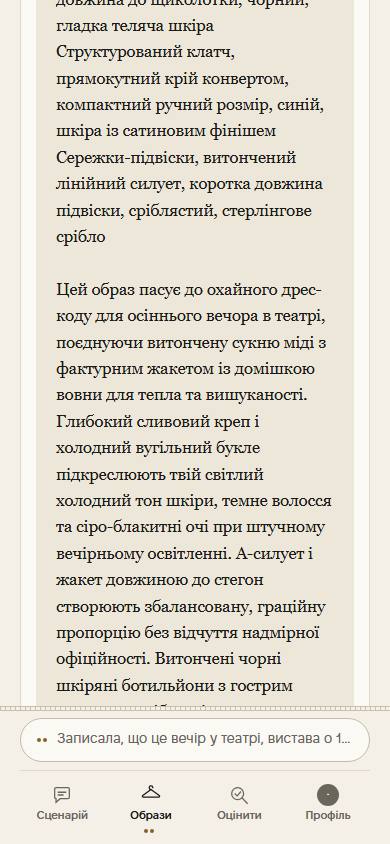 довжина до щиколотки, чорний,
гладка теляча шкіра
Структурований клатч,
прямокутний крій конвертом,
компактний ручний розмір, синій,
шкіра із сатиновим фінішем
Сережки-підвіски, витончений
лінійний силует, коротка довжина
підвіски, сріблястий, стерлінгове
срібло
Цей образ пасує до охайного дрес-
коду для осіннього вечора в театрі,
поєднуючи витончену сукню міді з
фактурним жакетом із домішкою
вовни для тепла та вишуканості.
Глибокий сливовий креп і
холодний вугільний букле
підкреслюють твій світлий
холодний тон шкіри, темне волосся
та сіро-блакитні очі при штучному
вечірньому освітленні. А-силует і
жакет довжиною до стегон
створюють збалансовану, граційну
пропорцію без відчуття надмірної
офіційності. Витончені чорні
шкіряні ботильйони з гострим
Записала, що це вечір у театрі, вистава о 1...
Сценарій
Образи
Оцінити
Профіль